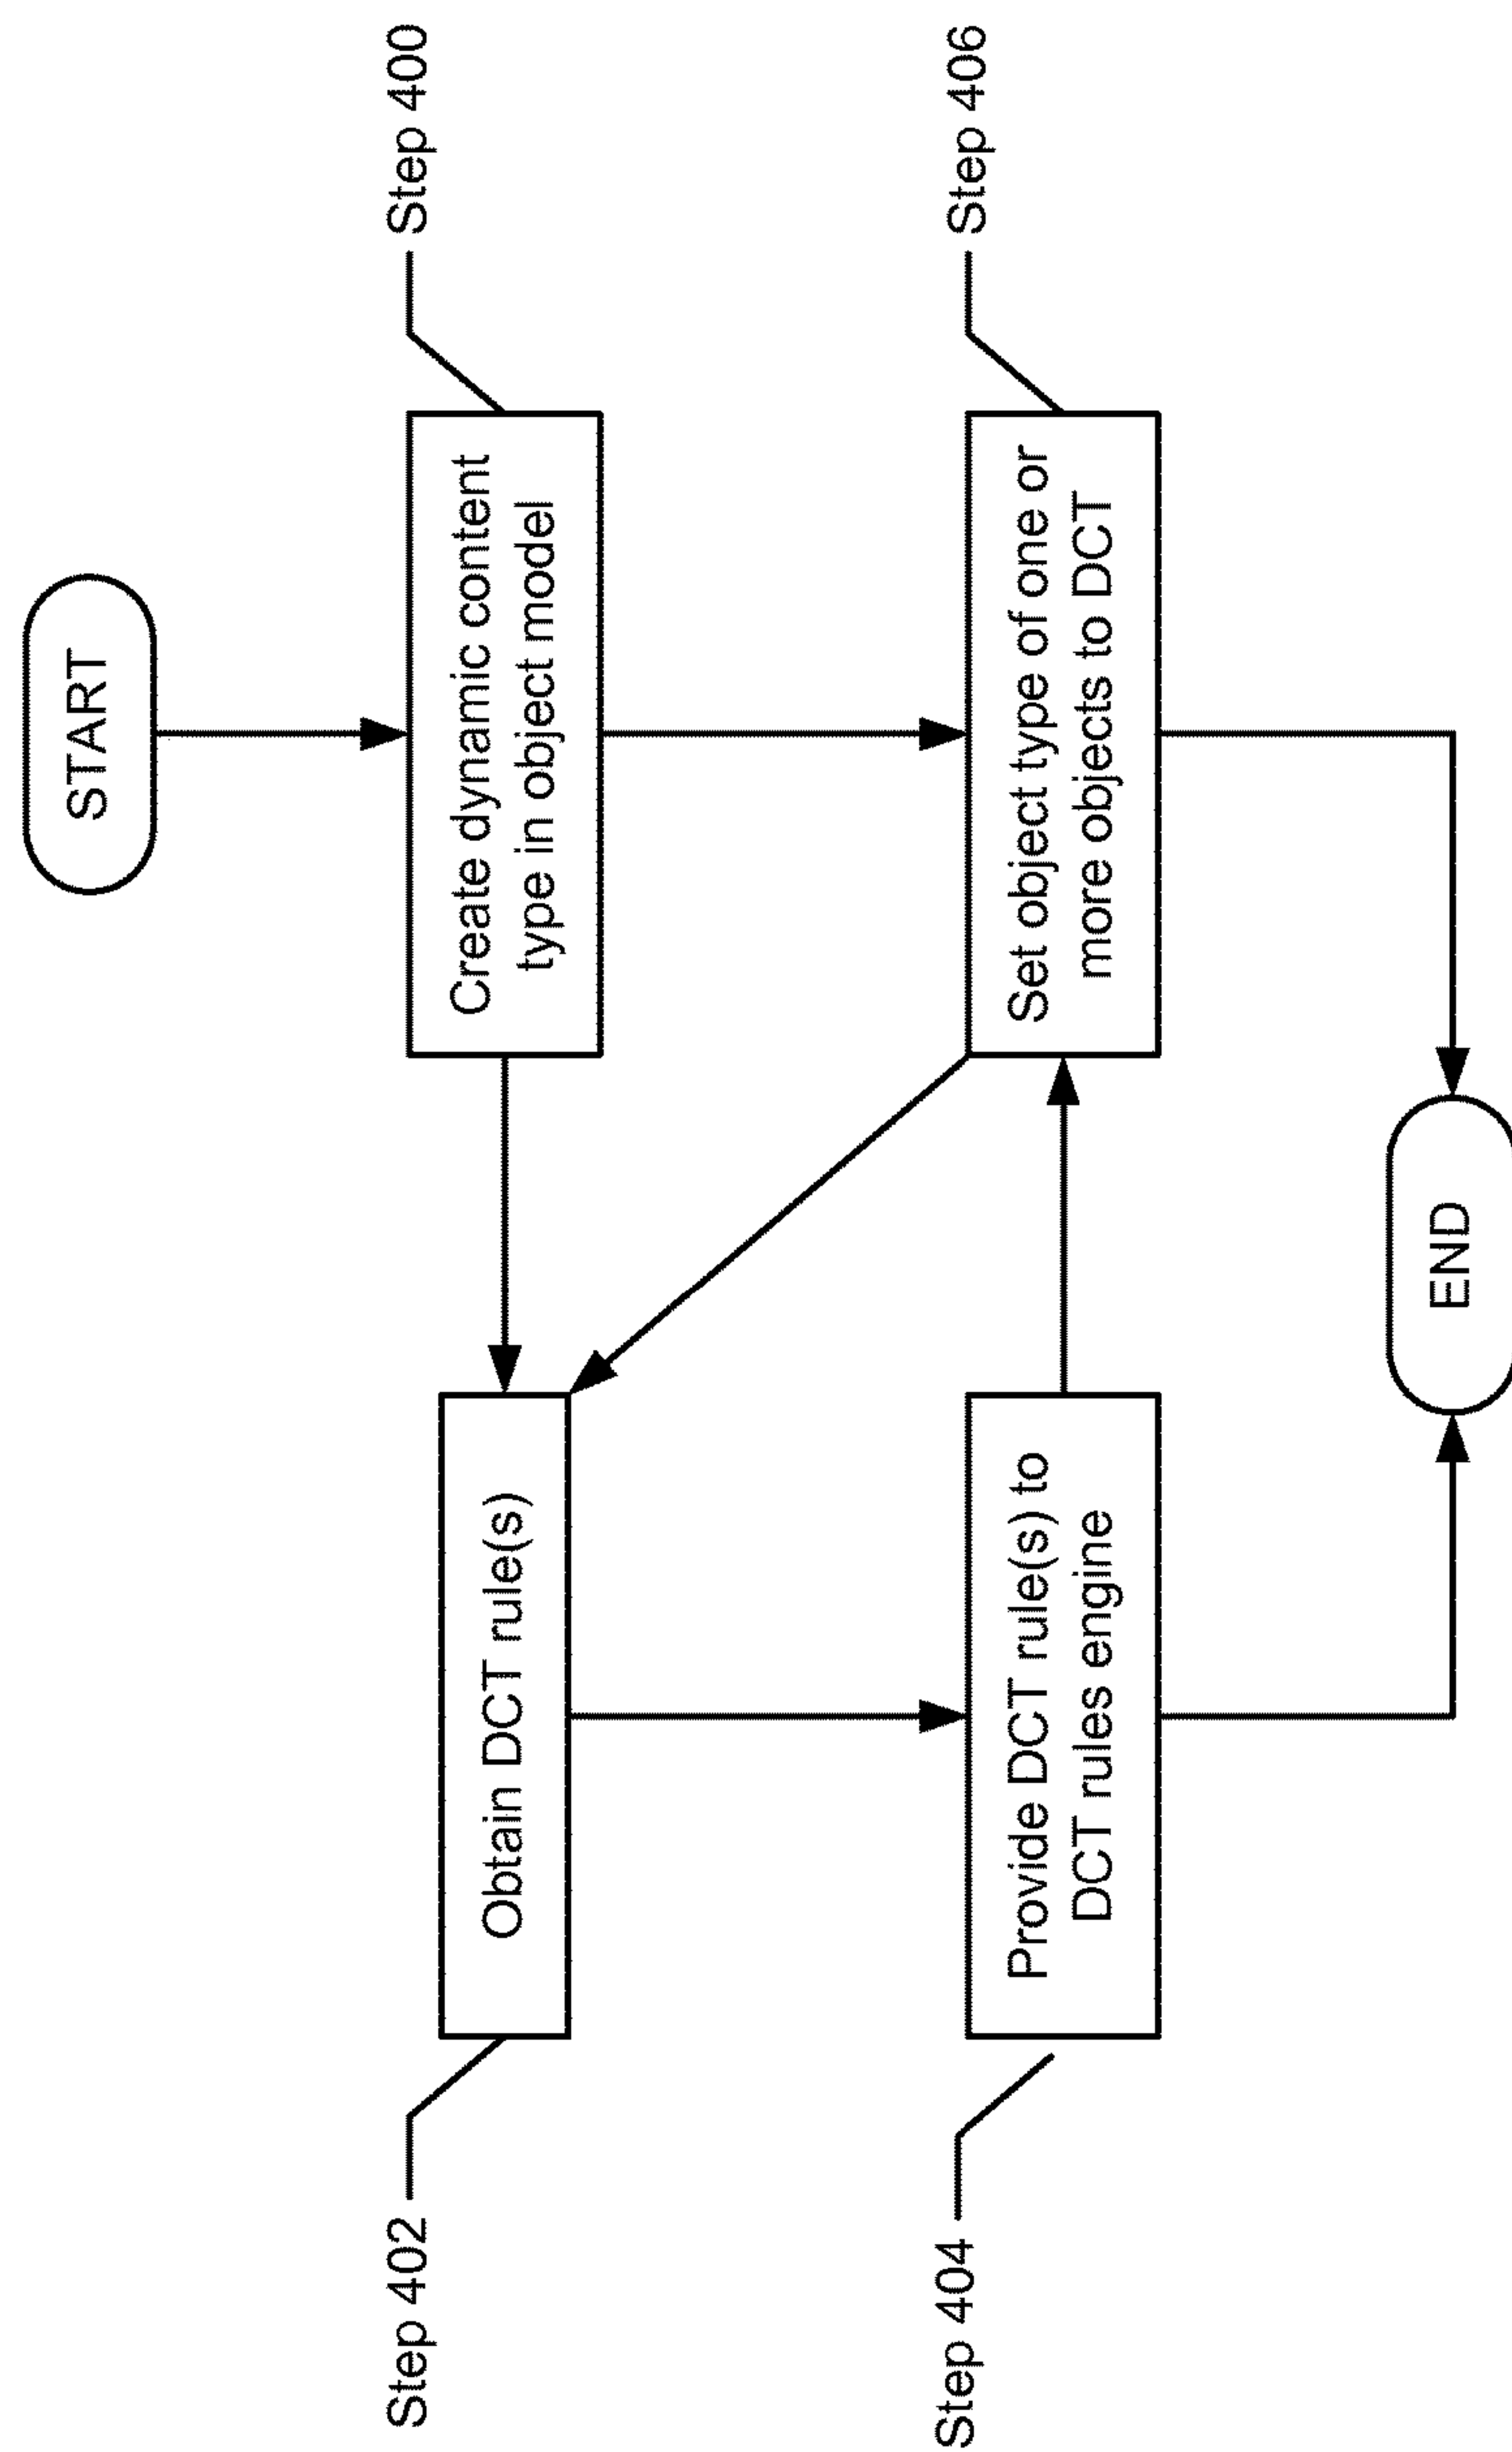 START
Step 402
Obtain DCT rule(s)
Create dynamic content
type in object model
Step 400
Step 404
Provide DCT rule(s) to
DCT rules engine
Set object type of one or
more objects to DCT
Step 406
END